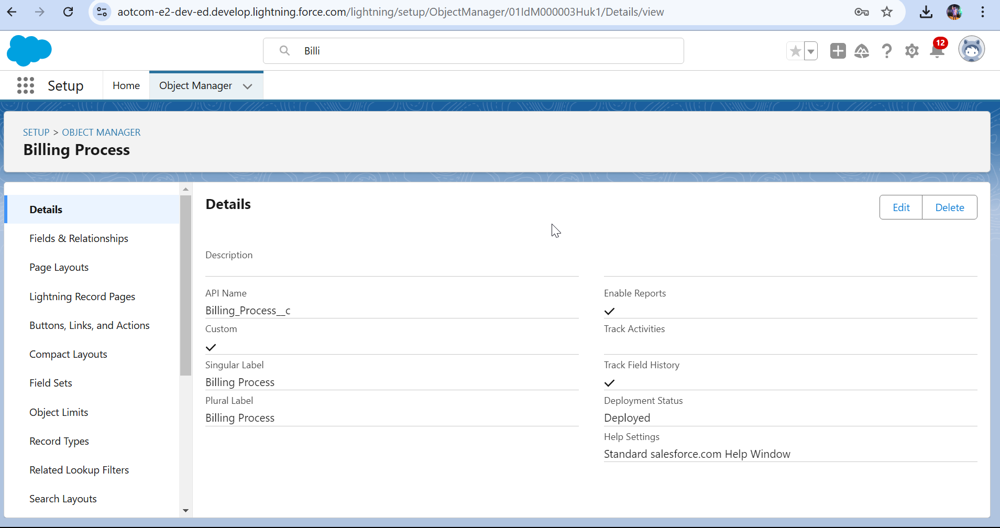 aotcom-e2-dev-ed.develop.lightning.force.com/lightning/setup/ObjectManager/01IdM000003Huk1/Details/view
Billi
12
Setup
Home
Object Manager
SETUP > OBJECT MANAGER
Billing Process
Details
Fields & Relationships
Page Layouts
Lightning Record Pages
Buttons, Links, and Actions
Compact Layouts
Field Sets
Object Limits
Record Types
Related Lookup Filters
Search Layouts
Details
Edit
Delete
Description
API Name
Billing_Process__c
Custom
Singular Label
Billing Process
Plural Label
Billing Process
Enable Reports
Track Activities
Track Field History
Deployment Status
Deployed
Help Settings
Standard salesforce.com Help Window